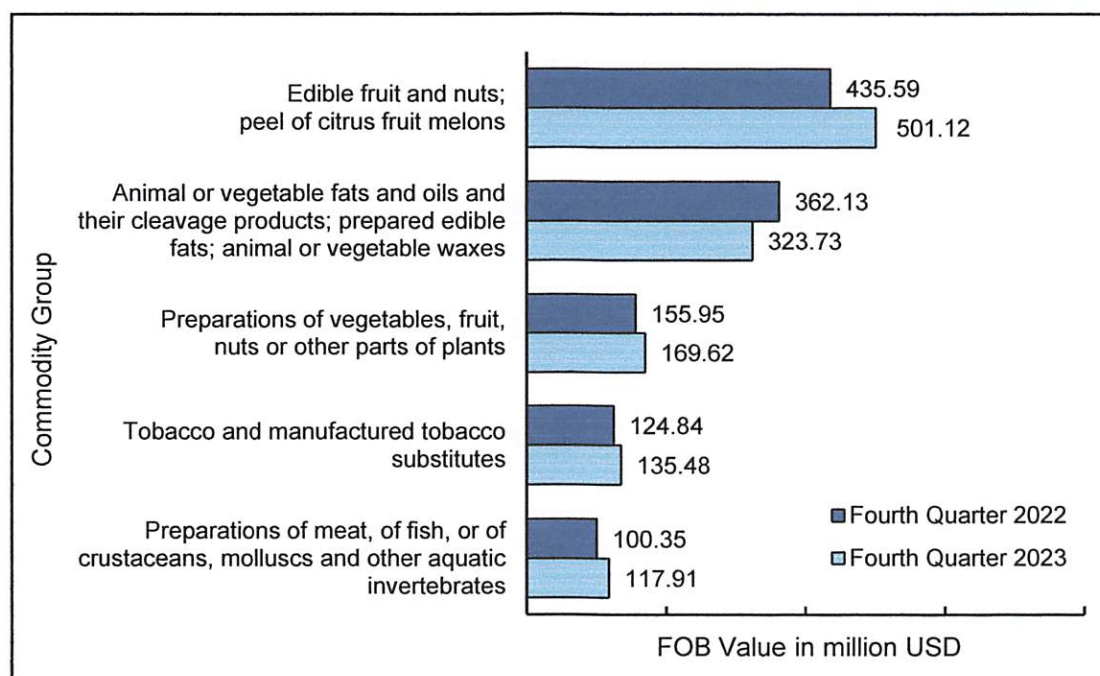 Commodity Group
Edible fruit and nuts;
peel of citrus fruit melons
435.59
501.12
Animal or vegetable fats and oils and
their cleavage products; prepared edible
fats; animal or vegetable waxes
362.13
323.73
Preparations of vegetables, fruit,
nuts or other parts of plants
155.95
169.62
Tobacco and manufactured tobacco
substitutes
124.84
135.48
Preparations of meat, of fish, or of
crustaceans, molluscs and other aquatic
invertebrates
100.35
117.91
Fourth Quarter 2022
Fourth Quarter 2023
FOB Value in million USD